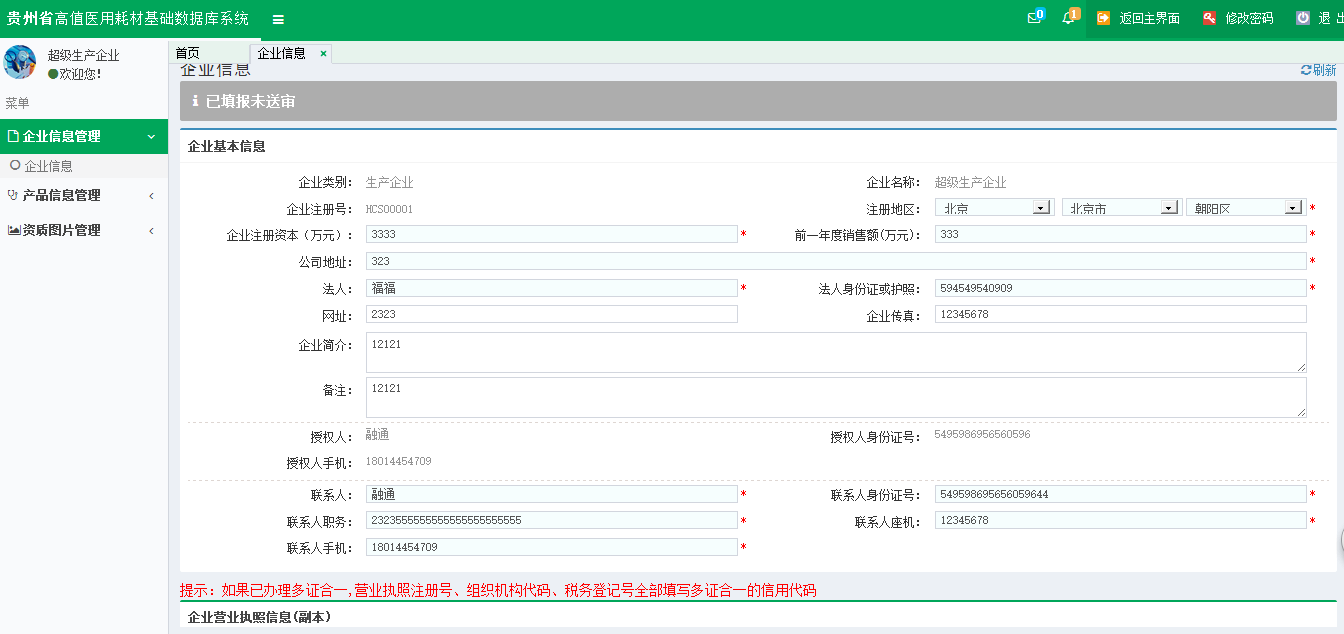 贵州省高值医用耗材基础数据库系统 0 1 返回主界面 修改密码 退 出
超级生产企业
欢迎您!
菜单
企业信息管理
企业信息
产品信息管理
资质图片管理
首页 企业信息 ×
企业信息 刷新
已填报未送审
企业基本信息
企业类别: 生产企业 企业名称: 超级生产企业
企业注册号: HCS00001 注册地区: 北京 北京市 朝阳区 *
企业注册资本(万元): 3333 * 前一年度销售额(万元): 333 *
公司地址: 323 *
法人: 福福 * 法人身份证或护照: 594549540909 *
网址: 2323 企业传真: 12345678
企业简介: 12121
备注: 12121
授权人: 融通 授权人身份证号: 5495986956560596
授权人手机: 18014454709
联系人: 融通 * 联系人身份证号: 549598695656059644 *
联系人职务: 2323555555555555555555555 * 联系人座机: 12345678 *
联系人手机: 18014454709 *
提示: 如果已办理多证合一,营业执照注册号、组织机构代码、税务登记号全部填写多证合一的信用代码
企业营业执照信息(副本)